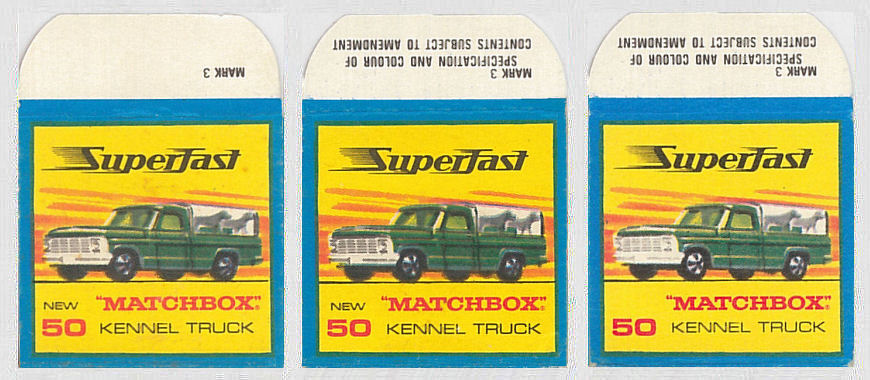 MARK 3
SUPERFAST
NEW "MATCHBOX"®
50 KENNEL TRUCK
SPECIFICATION AND COLOUR OF
CONTENTS SUBJECT TO AMENDMENT
MARK 3
SUPERFAST
NEW "MATCHBOX"®
50 KENNEL TRUCK
SPECIFICATION AND COLOUR OF
CONTENTS SUBJECT TO AMENDMENT
MARK 3
SUPERFAST
"MATCHBOX"®
50 KENNEL TRUCK